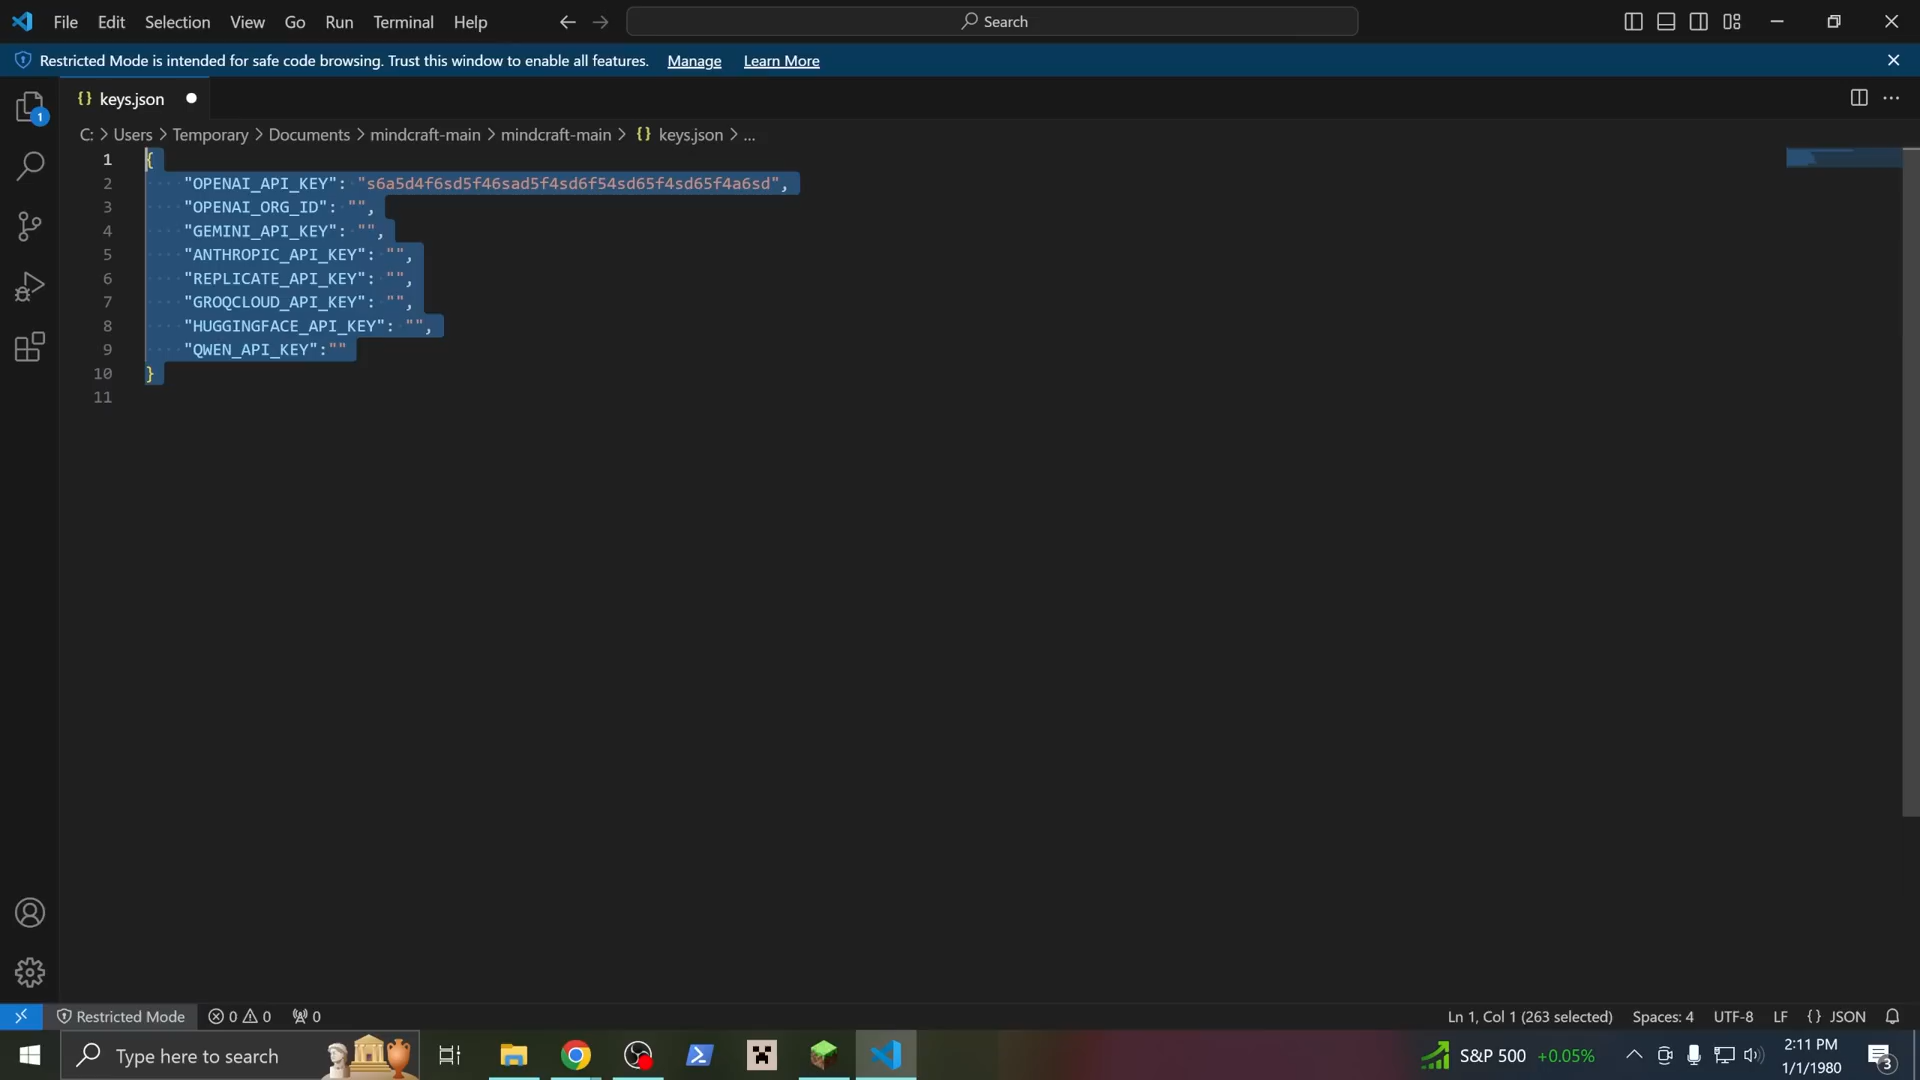 File Edit Selection View Go Run Terminal Help Search
Restricted Mode is intended for safe code browsing. Trust this window to enable all features. Manage Learn More
{} keys.json
C: > Users > Temporary > Documents > mindcraft-main > mindcraft-main > {} keys.json > ...
1 {
2 "OPENAI_API_KEY": "s6a5d4f6sd5f46sad5f4sd6f54sd65f4sd65f4a6sd",
3 "OPENAI_ORG_ID": "",
4 "GEMINI_API_KEY": "",
5 "ANTHROPIC_API_KEY": "",
6 "REPLICATE_API_KEY": "",
7 "GROQCLOUD_API_KEY": "",
8 "HUGGINGFACE_API_KEY": "",
9 "QWEN_API_KEY":""
10 }
11
1
Restricted Mode 0 0 0 Ln 1, Col 1 (263 selected) Spaces: 4 UTF-8 LF {} JSON
Type here to search S&P 500 +0.05% 2:11 PM
1/1/1980 3